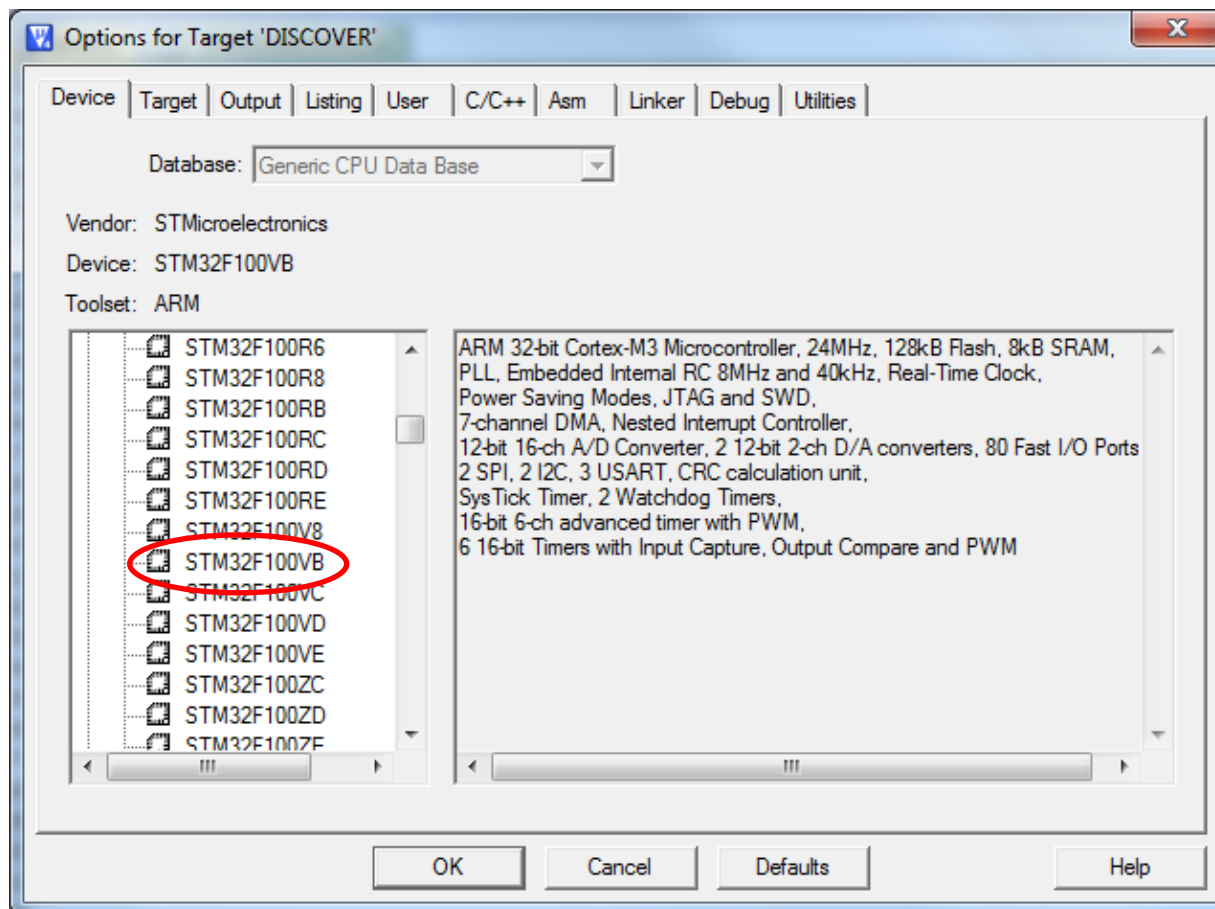 Options for Target 'DISCOVER'
Device Target Output Listing User C/C++ Asm Linker Debug Utilities
Database: Generic CPU Data Base
Vendor: STMicroelectronics
Device: STM32F100VB
Toolset: ARM
STM32F100R6
STM32F100R8
STM32F100RB
STM32F100RC
STM32F100RD
STM32F100RE
STM32F100V8
STM32F100VB
STM32F100VC
STM32F100VD
STM32F100VE
STM32F100ZC
STM32F100ZD
STM32F100ZE
ARM 32-bit Cortex-M3 Microcontroller, 24MHz, 128kB Flash, 8kB SRAM,
PLL, Embedded Internal RC 8MHz and 40kHz, Real-Time Clock,
Power Saving Modes, JTAG and SWD,
7-channel DMA, Nested Interrupt Controller,
12-bit 16-ch A/D Converter, 2 12-bit 2-ch D/A converters, 80 Fast I/O Ports
2 SPI, 2 I2C, 3 USART, CRC calculation unit,
SysTick Timer, 2 Watchdog Timers,
16-bit 6-ch advanced timer with PWM,
6 16-bit Timers with Input Capture, Output Compare and PWM
OK Cancel Defaults Help